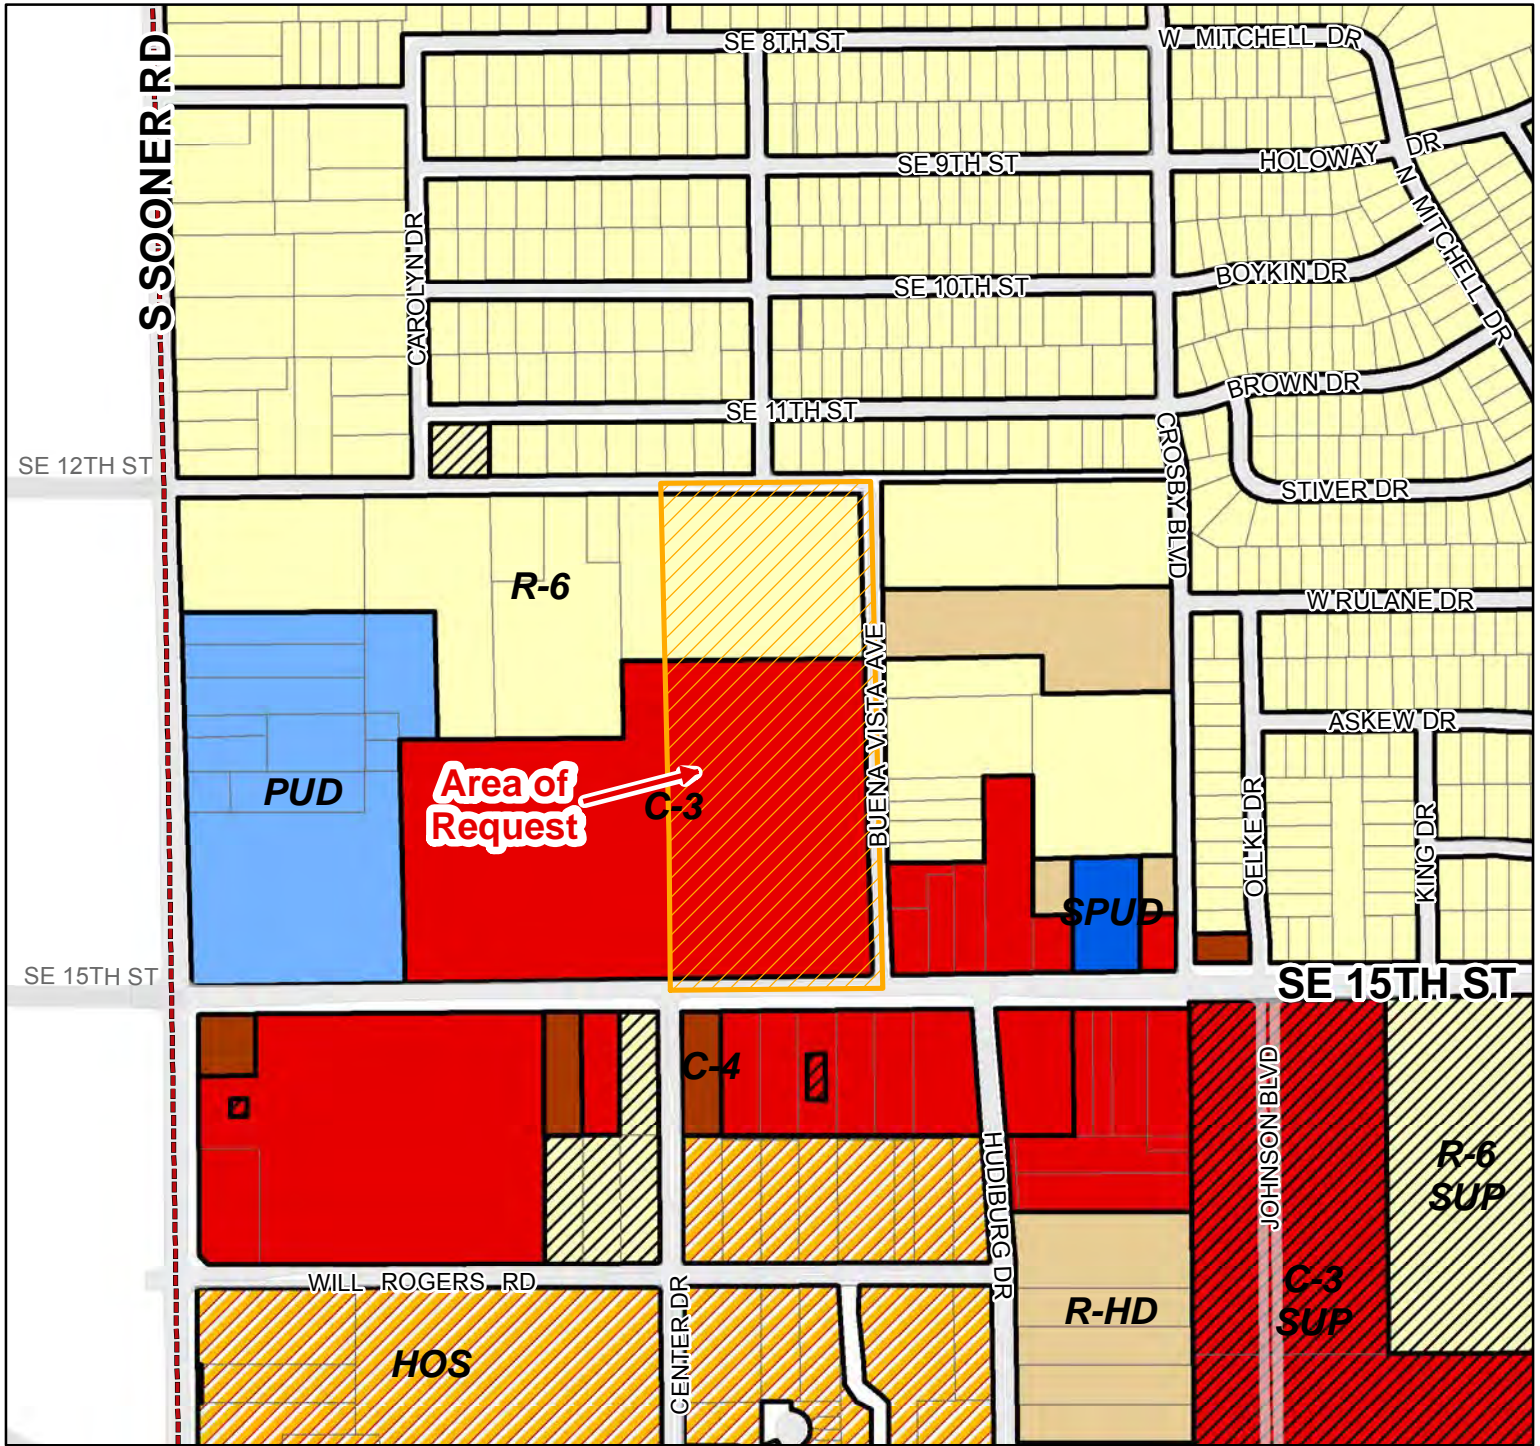 SE 8TH ST
W MITCHELL DR
S SOONER RD
SE 9TH ST
HOLOWAY DR
N MITCHELL DR
CAROLYN DR
SE 10TH ST
BOYKIN DR
SE 11TH ST
BROWN DR
SE 12TH ST
CROSBY BLVD
STIVER DR
R-6
W RULANE DR
BUENA VISTA AVE
ASKEW DR
PUD
Area of
Request
C-3
OELKE DR
KING DR
SPUD
SE 15TH ST
SE 15TH ST
C-4
JOHNSON BLVD
HUDIBURG DR
R-6
SUP
WILL ROGERS RD
CENTER DR
R-HD
C-3
SUP
HOS